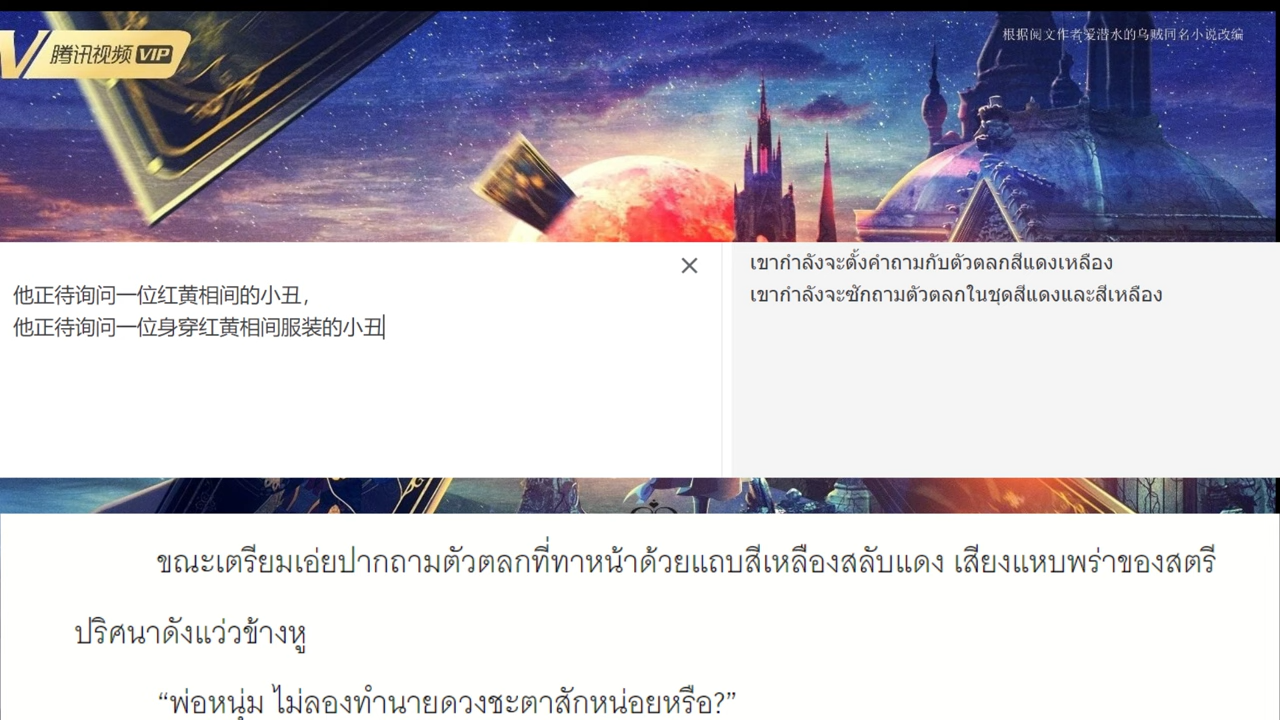 腾讯视频 VIP
根据阅文作者爱潜水的乌贼同名小说改编
他正待询问一位红黄相间的小丑，
他正待询问一位身穿红黄相间服装的小丑
เขากำลังจะตั้งคำถามกับตัวตลกสีแดงเหลือง
เขากำลังจะซักถามตัวตลกในชุดสีแดงและสีเหลือง
ขณะเตรียมเอ่ยปากถามตัวตลกที่ทาหน้าด้วยแถบสีเหลืองสลับแดง เสียงแหบพร่าของสตรี
ปริศนาดังแว่วข้างหู
“พ่อหนุ่ม ไม่ลองทำนายดวงชะตาสักหน่อยหรือ?”